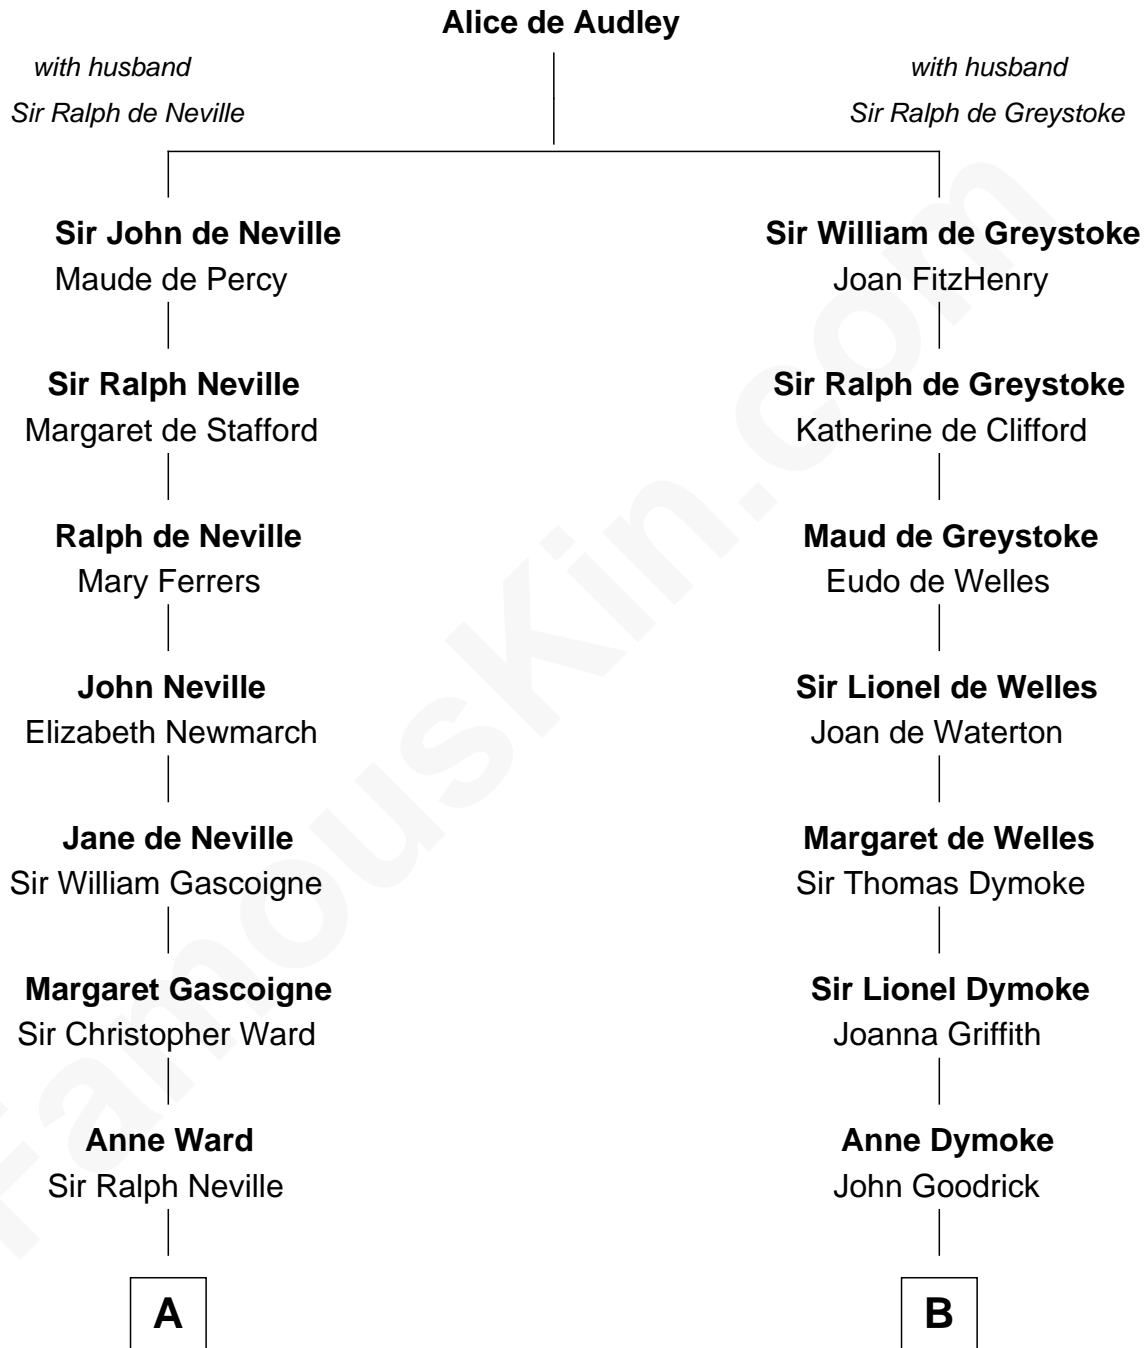 Alice de Audley
with husband
Sir Ralph de Neville
with husband
Sir Ralph de Greystoke
Sir John de Neville
Maude de Percy
Sir William de Greystoke
Joan FitzHenry
Sir Ralph Neville
Margaret de Stafford
Sir Ralph de Greystoke
Katherine de Clifford
Ralph de Neville
Mary Ferrers
Maud de Greystoke
Eudo de Welles
John Neville
Elizabeth Newmarch
Sir Lionel de Welles
Joan de Waterton
Jane de Neville
Sir William Gascoigne
Margaret de Welles
Sir Thomas Dymoke
Margaret Gascoigne
Sir Christopher Ward
Sir Lionel Dymoke
Joanna Griffith
Anne Ward
Sir Ralph Neville
Anne Dymoke
John Goodrick
A
B
FamousKin.com